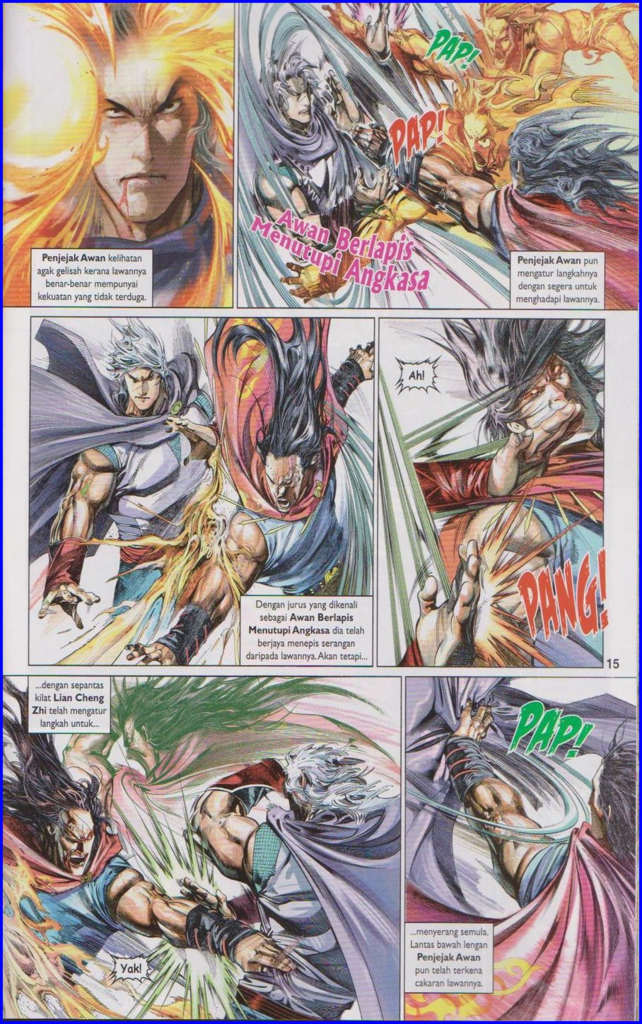 PAP!
PAP!
Awan Berlapis
Menutupi Angkasa
Penjejak Awan kelihatan
agak gelisah kerana lawannya
benar-benar mempunyai
kekuatan yang tidak terduga.
Penjejak Awan pun
mengatur langkahnya
dengan segera untuk
menghadapi lawannya.
Ah!
Dengan jurus yang dikenali
sebagai Awan Berlapis
Menutupi Angkasa dia telah
berjaya menepis serangan
daripada lawannya. Akan tetapi...
PANG!
15
...dengan sepantas
kilat Lian Cheng
Zhi telah mengatur
langkah untuk...
Yak!
PAP!
...menyerang semula.
Lantas bawah lengan
Penjejak Awan
pun telah terkena
cakaran lawannya.